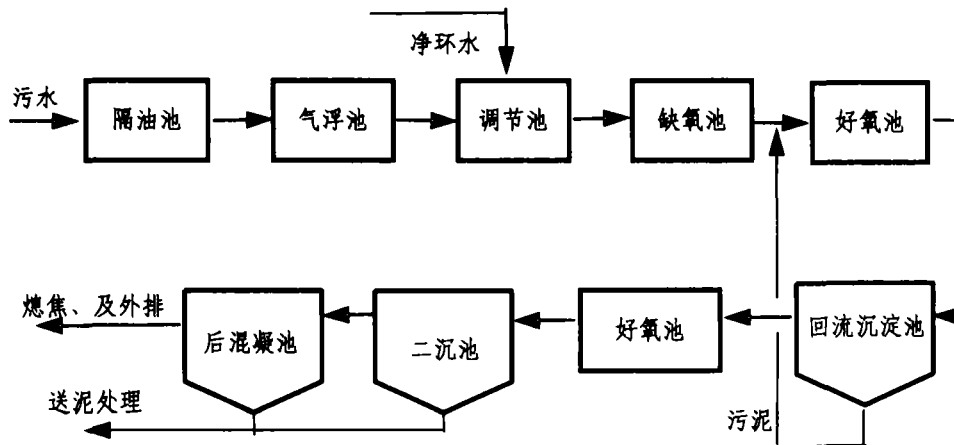 净环水
污水
隔油池
气浮池
调节池
缺氧池
好氧池
熄焦、及外排
后混凝池
二沉池
好氧池
回流沉淀池
送泥处理
污泥